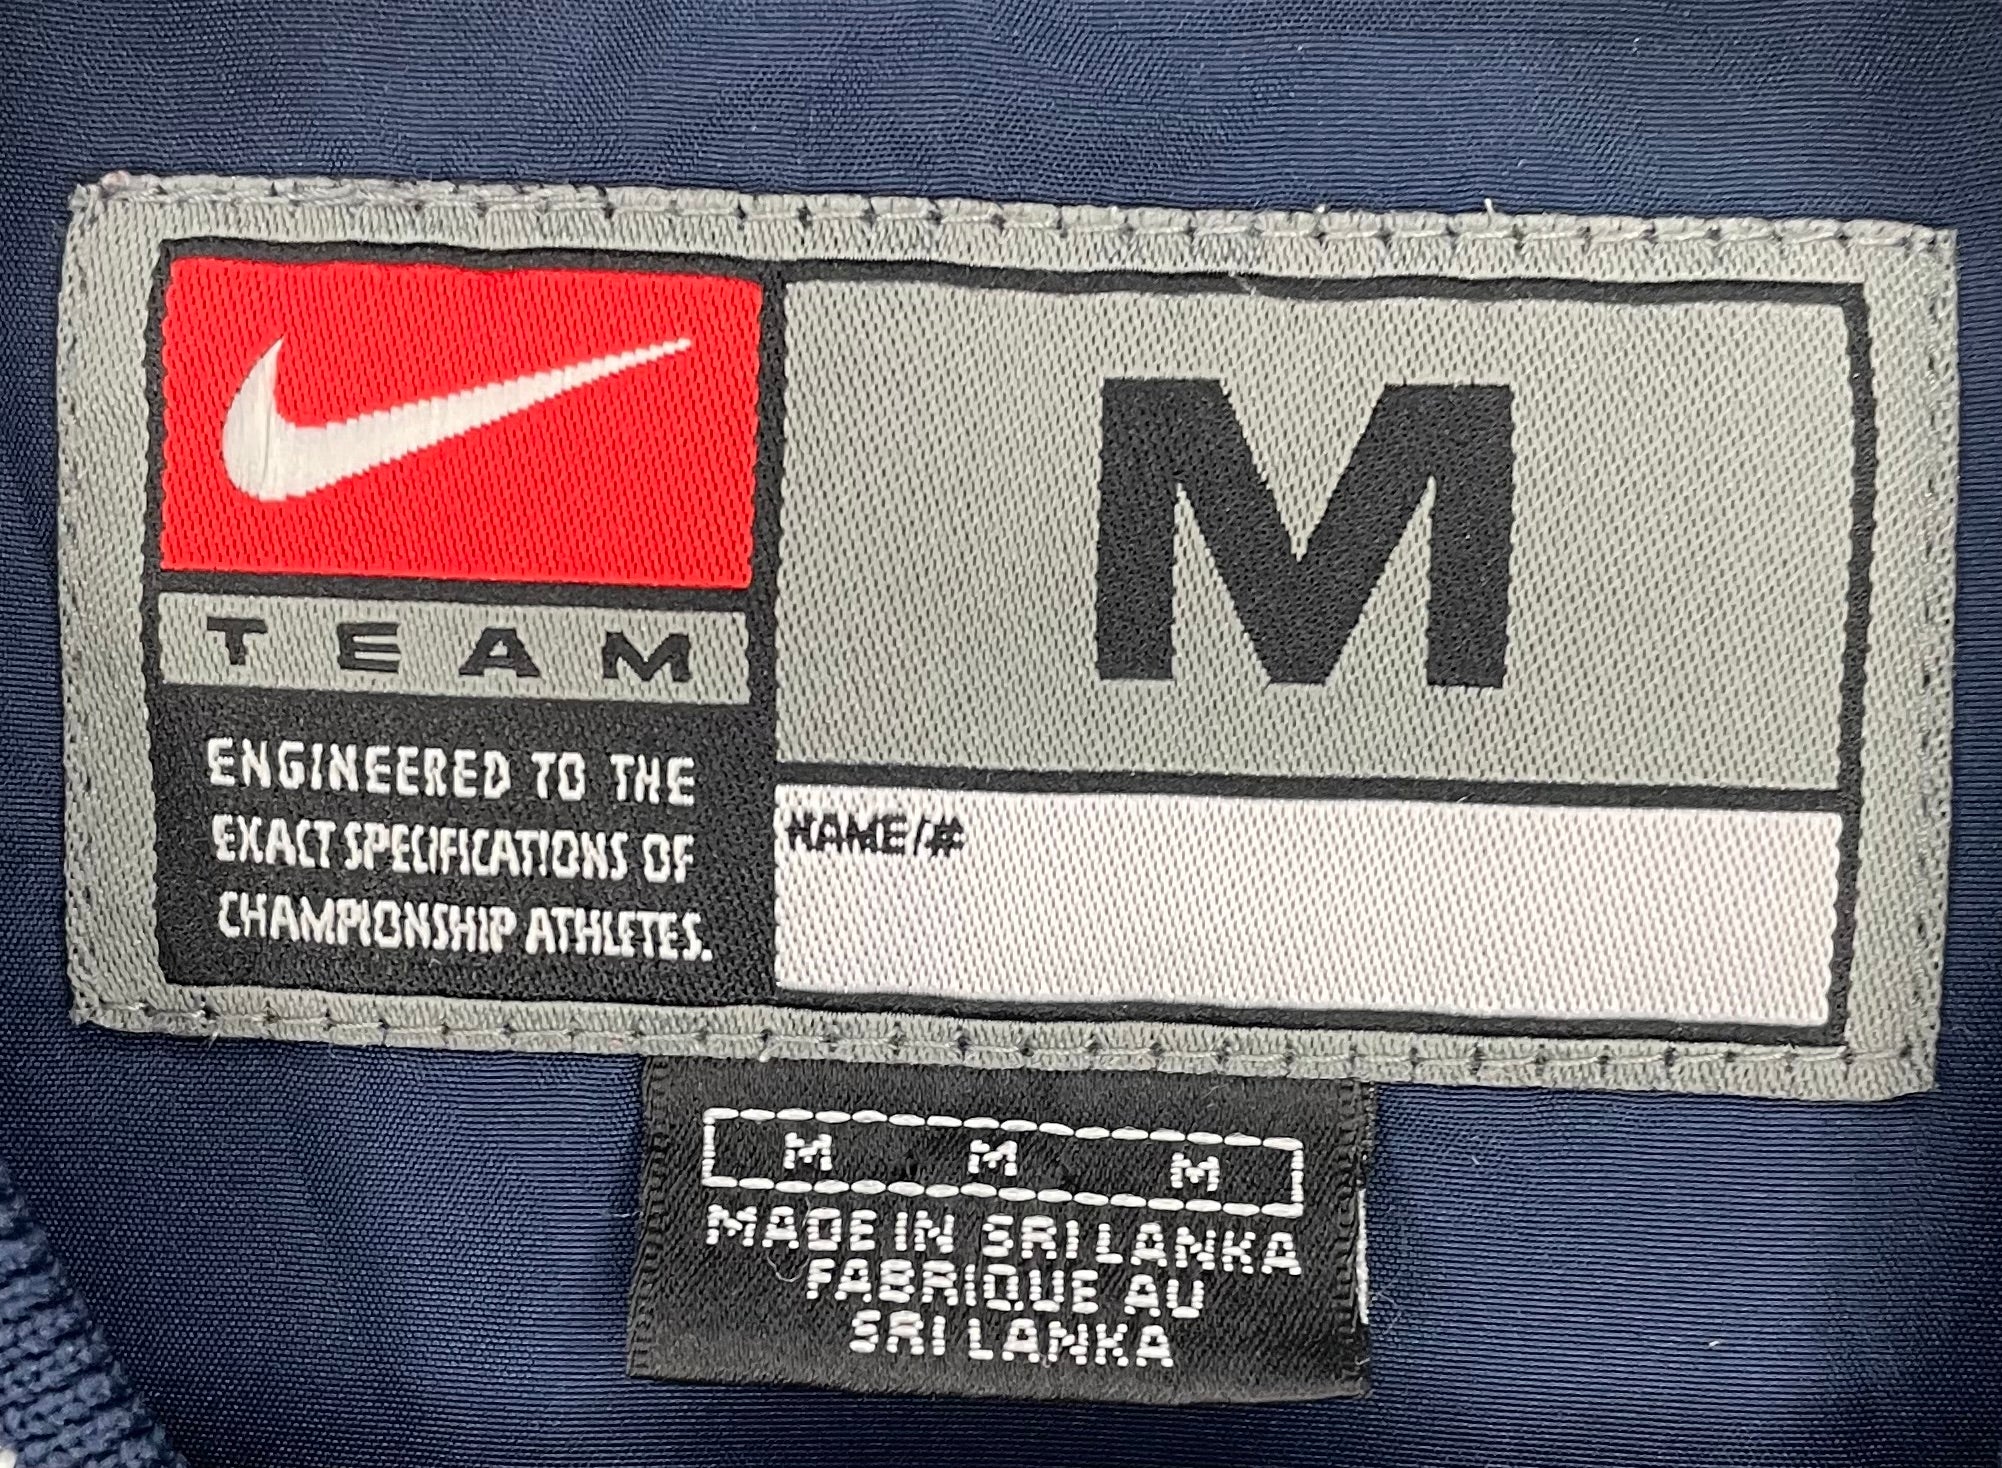 TEAM
ENGINEERED TO THE
EXACT SPECIFICATIONS OF
CHAMPIONSHIP ATHLETES.
M
NAME/#
M M M
MADE IN SRI LANKA
FABRIQUE AU
SRI LANKA